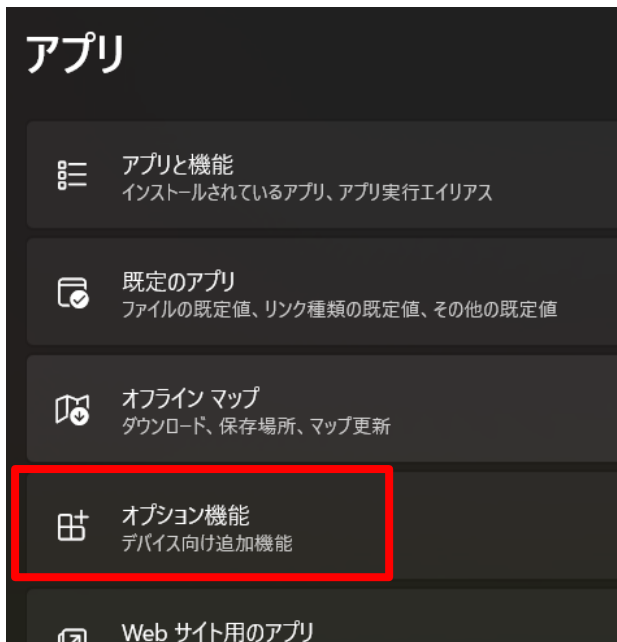 アプリ
アプリと機能
インストールされているアプリ、アプリ実行エイリアス
既定のアプリ
ファイルの既定値、リンク種類の既定値、その他の既定値
オフライン マップ
ダウンロード、保存場所、マップ更新
オプション機能
デバイス向け追加機能
Web サイト用のアプリ